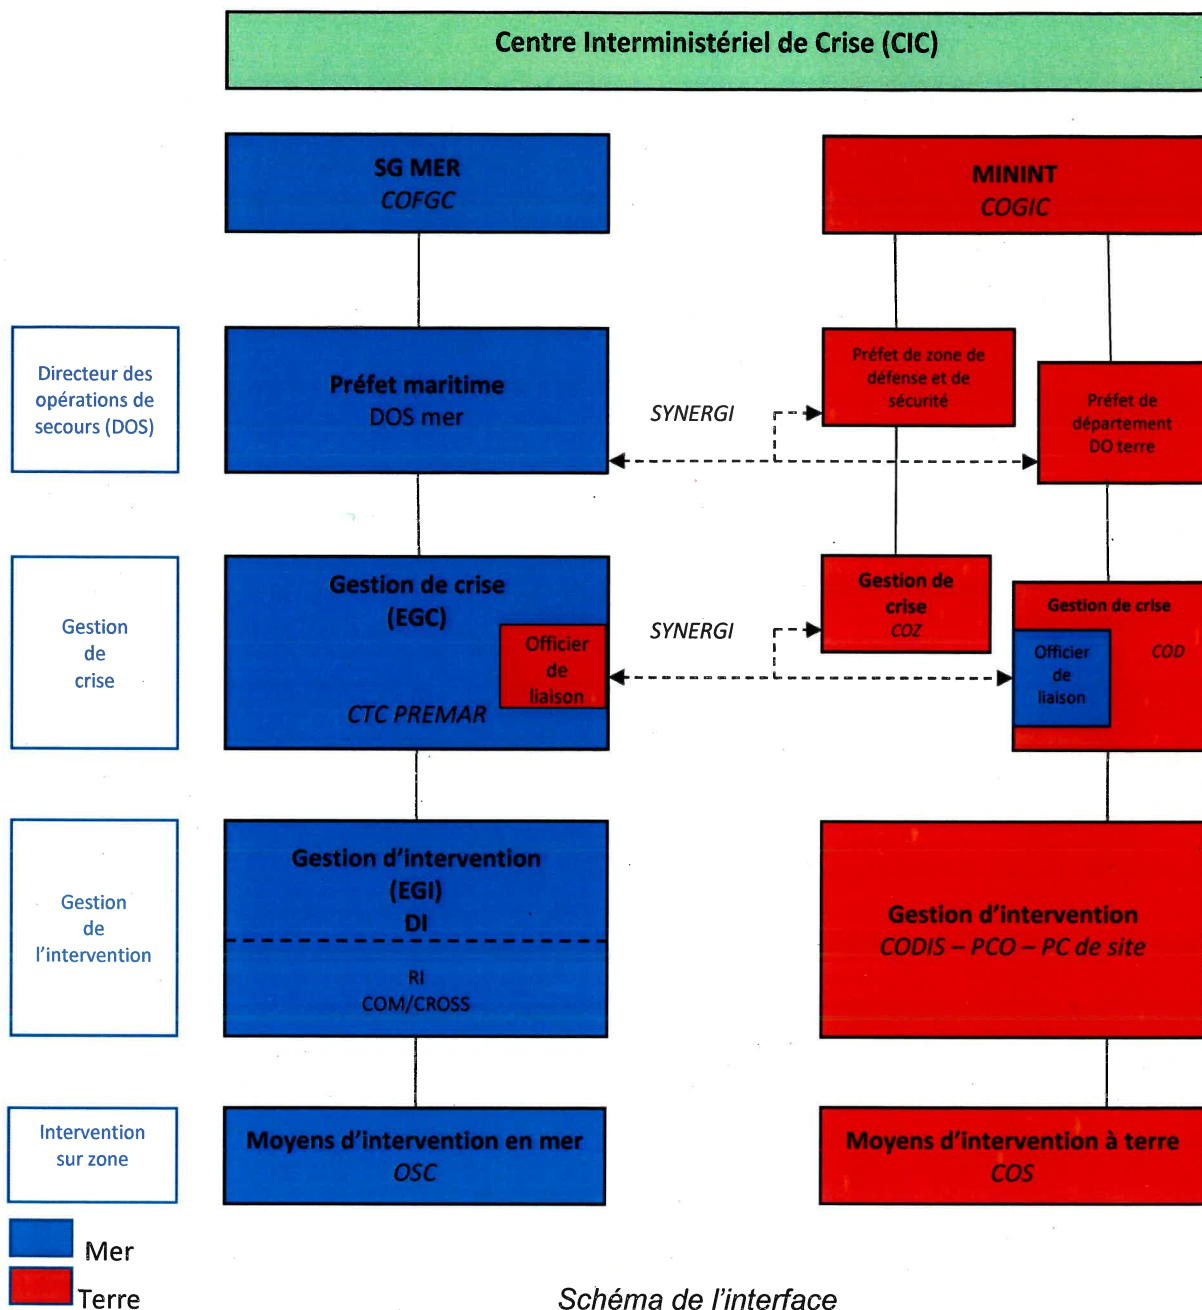 Centre Interministériel de Crise (CIC)
SG MER
COFGC
MININT
COGIC
Directeur des
opérations de
secours (DOS)
Préfet maritime
DOS mer
SYNERGI
Préfet de zone de
défense et de
sécurité
Préfet de
département
DO terre
Gestion
de
crise
Gestion de crise
(EGC)
Officier
de
liaison
CTC PREMAR
SYNERGI
Gestion de
crise
COZ
Gestion de crise
Officier
de
liaison
COD
Gestion
de
l'intervention
Gestion d'intervention
(EGI)
DI
RI
COM/CROSS
Gestion d'intervention
CODIS – PCO – PC de site
Intervention
sur zone
Moyens d'intervention en mer
OSC
Moyens d'intervention à terre
COS
Mer
Terre
Schéma de l'interface